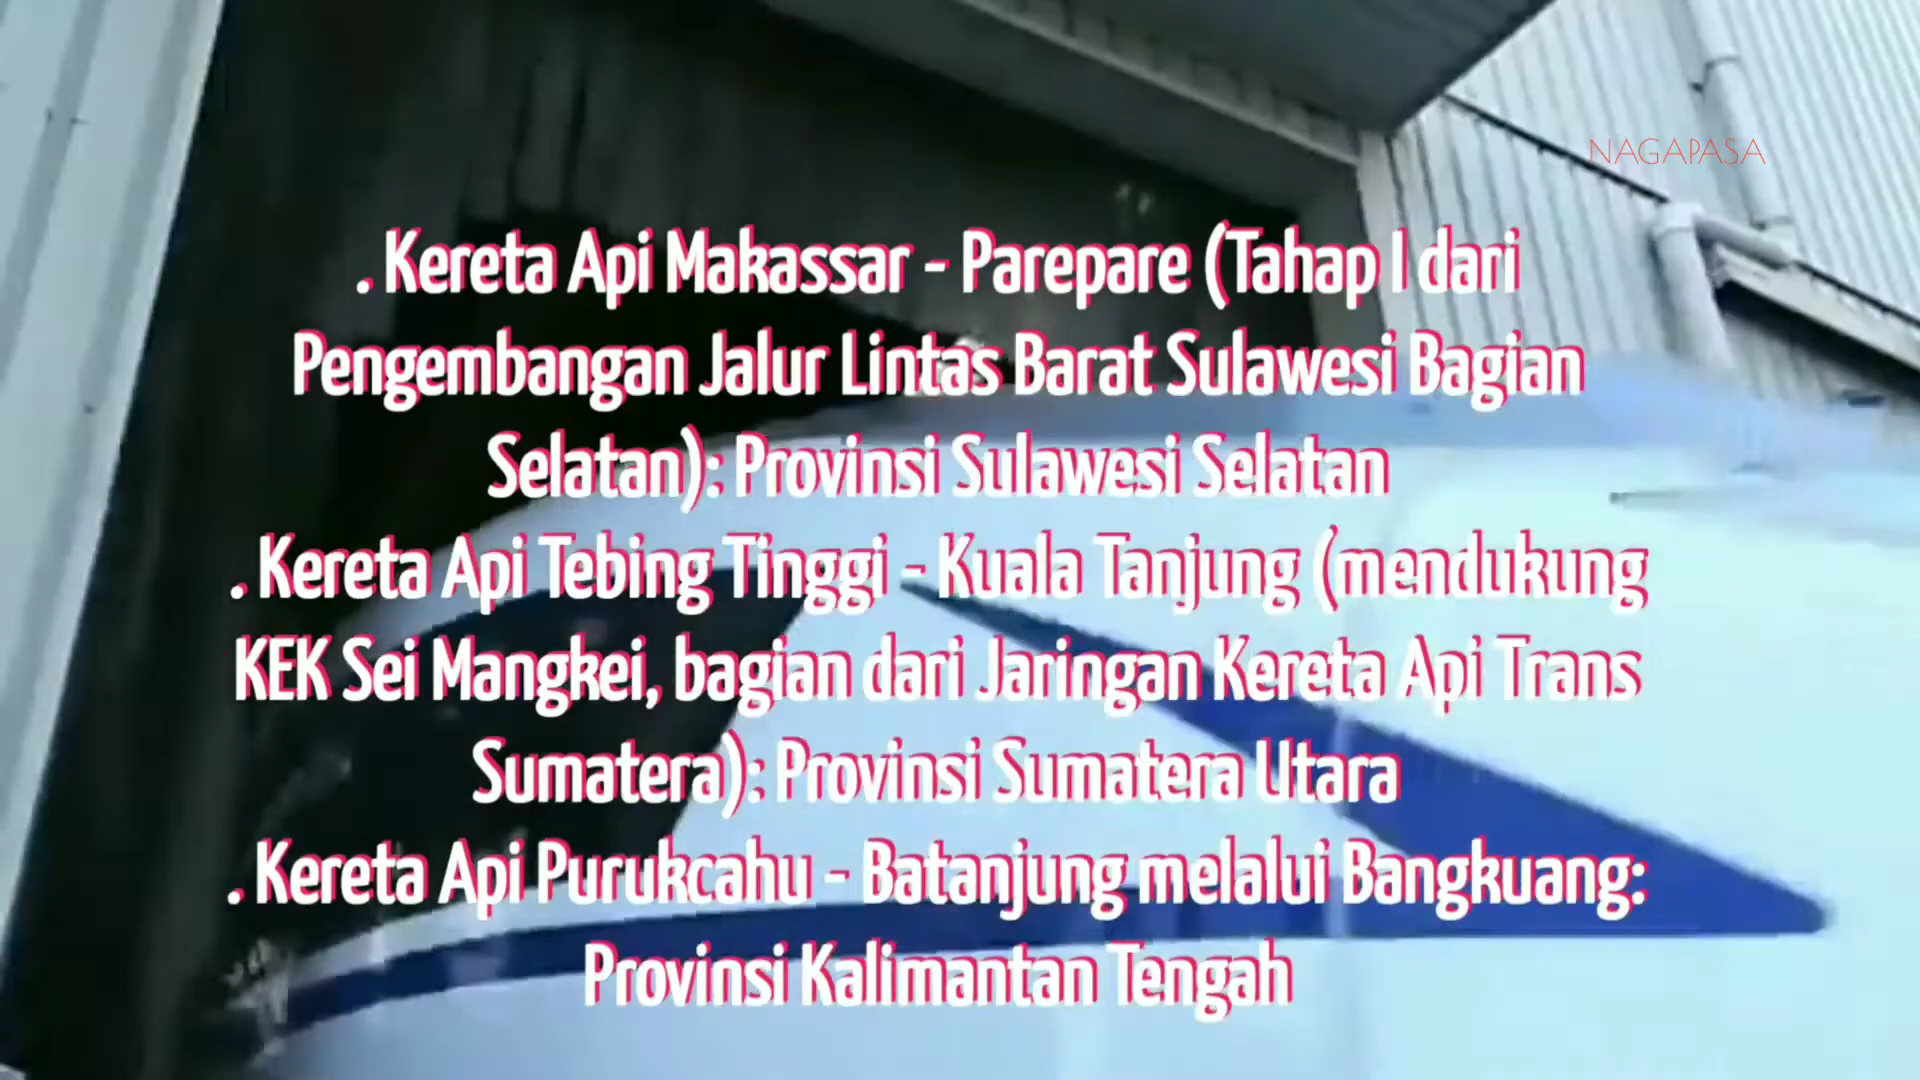 NAGAPASA
. Kereta Api Makassar - Parepare (Tahap I dari
Pengembangan Jalur Lintas Barat Sulawesi Bagian
Selatan): Provinsi Sulawesi Selatan
. Kereta Api Tebing Tinggi - Kuala Tanjung (mendukung
KEK Sei Mangkei, bagian dari Jaringan Kereta Api Trans
Sumatera): Provinsi Sumatera Utara
. Kereta Api Purukcahu - Batanjung melalui Bangkuang:
Provinsi Kalimantan Tengah